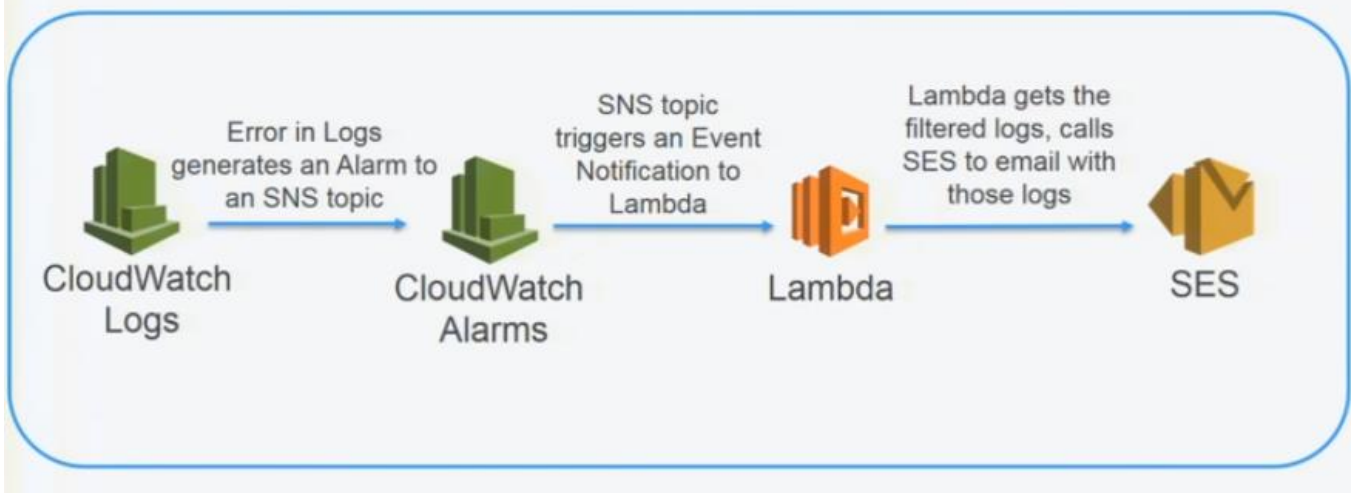 Error in Logs
generates an Alarm to
an SNS topic
SNS topic
triggers an Event
Notification to
Lambda
Lambda gets the
filtered logs, calls
SES to email with
those logs
CloudWatch
Logs
CloudWatch
Alarms
Lambda
SES